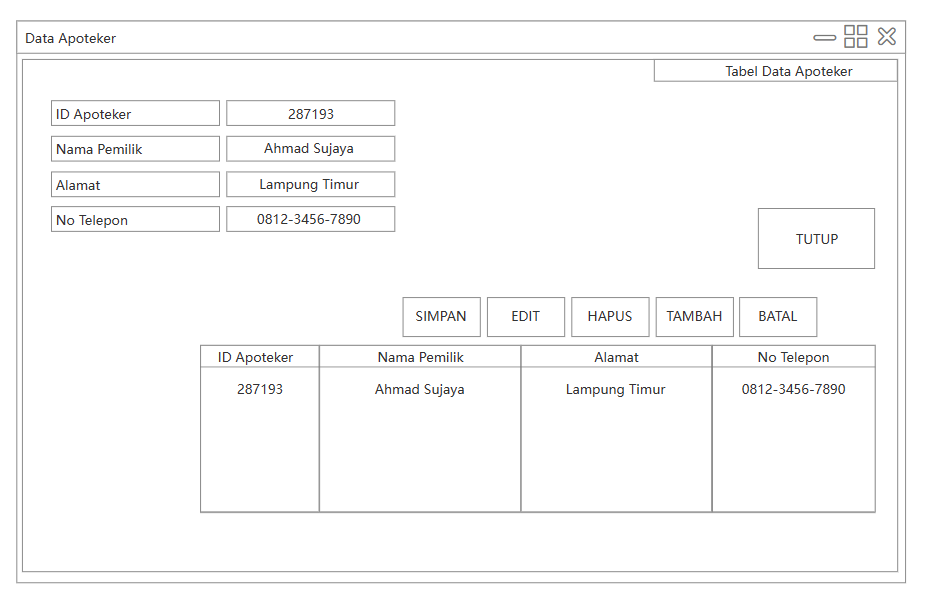 Data Apoteker
Tabel Data Apoteker
ID Apoteker 287193
Nama Pemilik Ahmad Sujaya
Alamat Lampung Timur
No Telepon 0812-3456-7890
TUTUP
SIMPAN EDIT HAPUS TAMBAH BATAL
ID Apoteker Nama Pemilik Alamat No Telepon
287193 Ahmad Sujaya Lampung Timur 0812-3456-7890